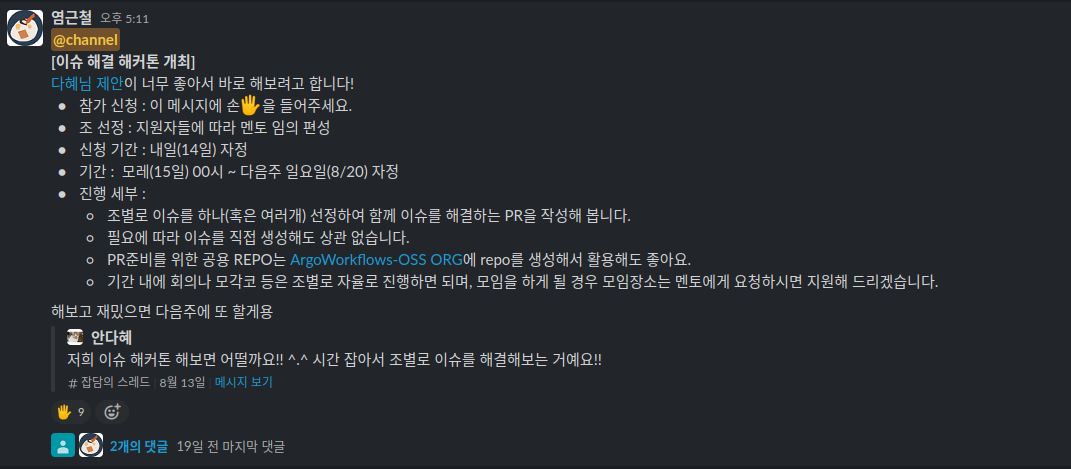 염근철 오후 5:11
@channel
[이슈 해결 해커톤 개최]
다혜님 제안이 너무 좋아서 바로 해보려고 합니다!
• 참가 신청 : 이 메시지에 손🖐을 들어주세요.
• 조 선정 : 지원자들에 따라 멘토 임의 편성
• 신청 기간 : 내일(14일) 자정
• 기간 : 모레(15일) 00시 ~ 다음주 일요일(8/20) 자정
• 진행 세부 :
◦ 조별로 이슈를 하나(혹은 여러개) 선정하여 함께 이슈를 해결하는 PR을 작성해 봅니다.
◦ 필요에 따라 이슈를 직접 생성해도 상관 없습니다.
◦ PR준비를 위한 공용 REPO는 ArgoWorkflows-OSS ORG에 repo를 생성해서 활용해도 좋아요.
◦ 기간 내에 회의나 모각코 등은 조별로 자율로 진행하면 되며, 모임을 하게 될 경우 모임장소는 멘토에게 요청하시면 지원해 드리겠습니다.
해보고 재밌으면 다음주에 또 할게용
안다혜
저희 이슈 해커톤 해보면 어떨까요!! ^.^ 시간 잡아서 조별로 이슈를 해결해보는 거예요!!
# 잡담의 스레드 | 8월 13일 | 메시지 보기
🖐 9
2개의 댓글 19일 전 마지막 댓글